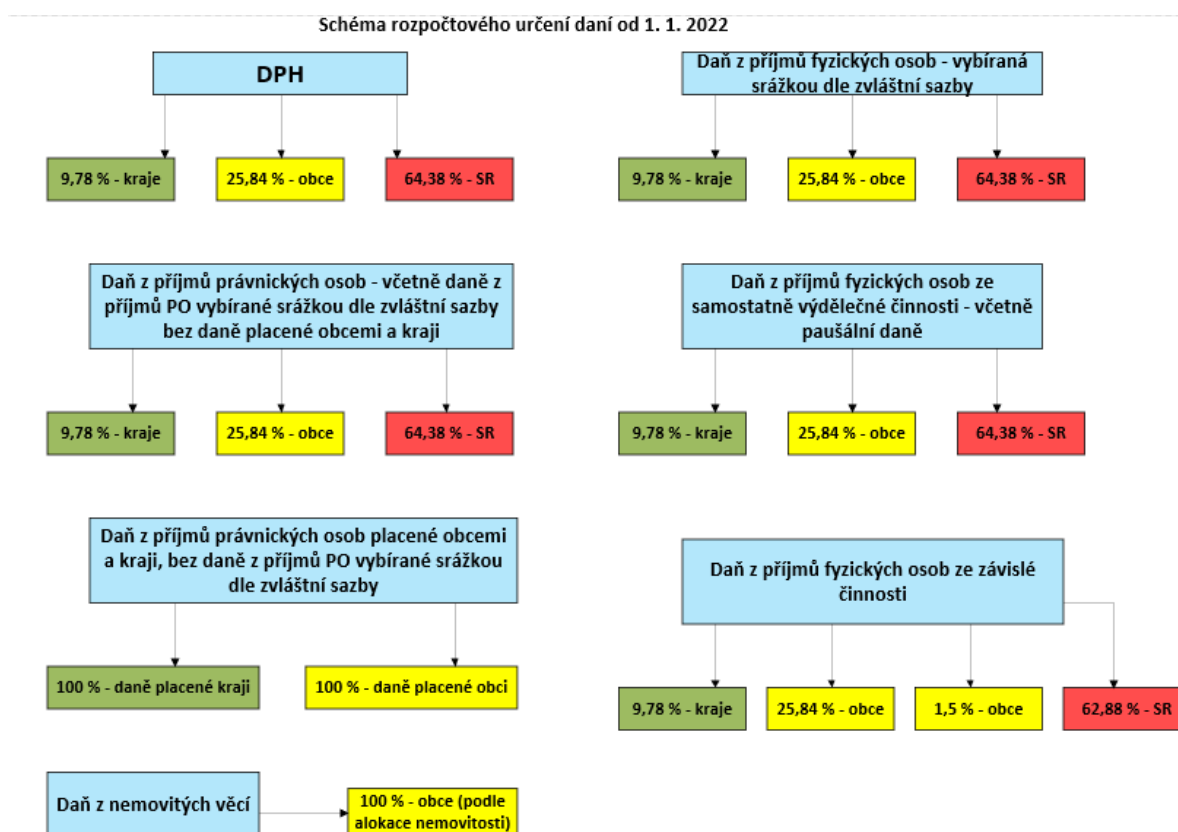 Schéma rozpočtového určení daní od 1. 1. 2022
DPH
9,78 % - kraje
25,84 % - obce
64,38 % - SR
Daň z příjmů fyzických osob - vybíraná
srážkou dle zvláštní sazby
9,78 % - kraje
25,84 % - obce
64,38 % - SR
Daň z příjmů právnických osob - včetně daně z
příjmů PO vybírané srážkou dle zvláštní sazby
bez daně placené obcemi a kraji
9,78 % - kraje
25,84 % - obce
64,38 % - SR
Daň z příjmů fyzických osob ze
samostatně výdělečné činnosti - včetně
paušální daně
9,78 % - kraje
25,84 % - obce
64,38 % - SR
Daň z příjmů právnických osob placené obcemi
a kraji, bez daně z příjmů PO vybírané srážkou
dle zvláštní sazby
100 % - daně placené kraji
100 % - daně placené obci
Daň z příjmů fyzických osob ze závislé
činnosti
9,78 % - kraje
25,84 % - obce
1,5 % - obce
62,88 % - SR
Daň z nemovitých věcí
100 % - obce (podle
alokace nemovitosti)